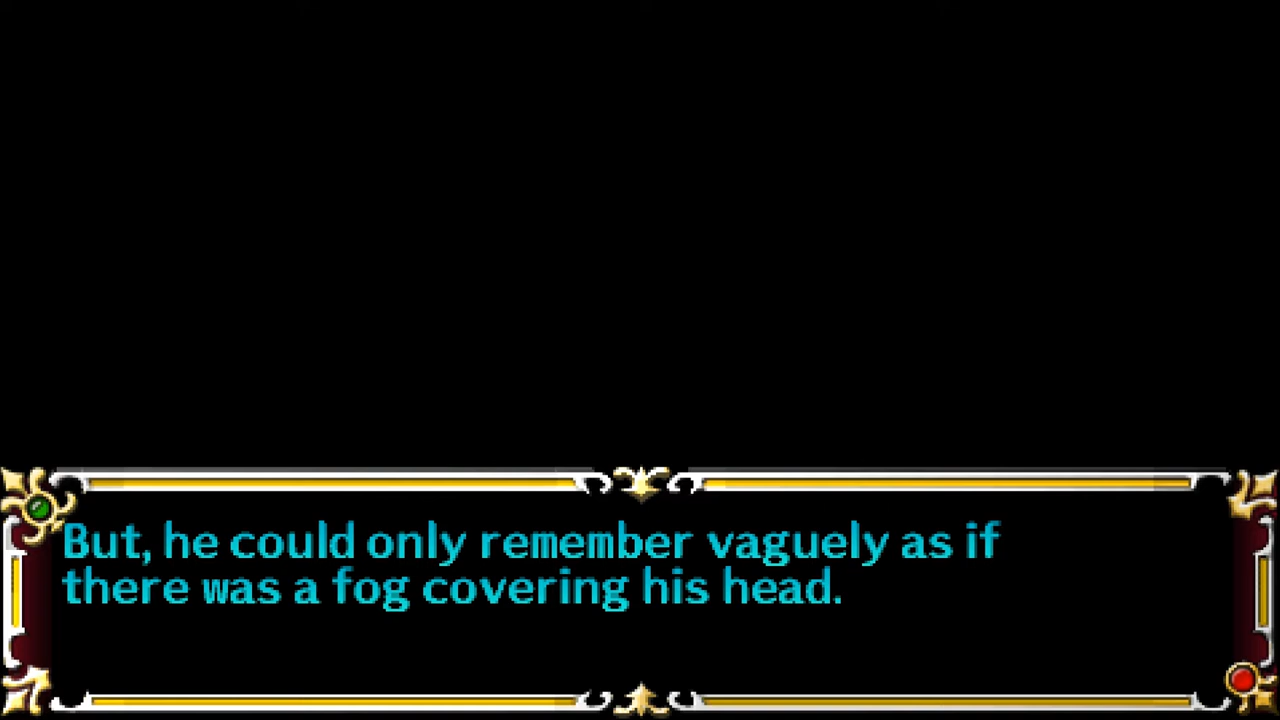 But, he could only remember vaguely as if
there was a fog covering his head.